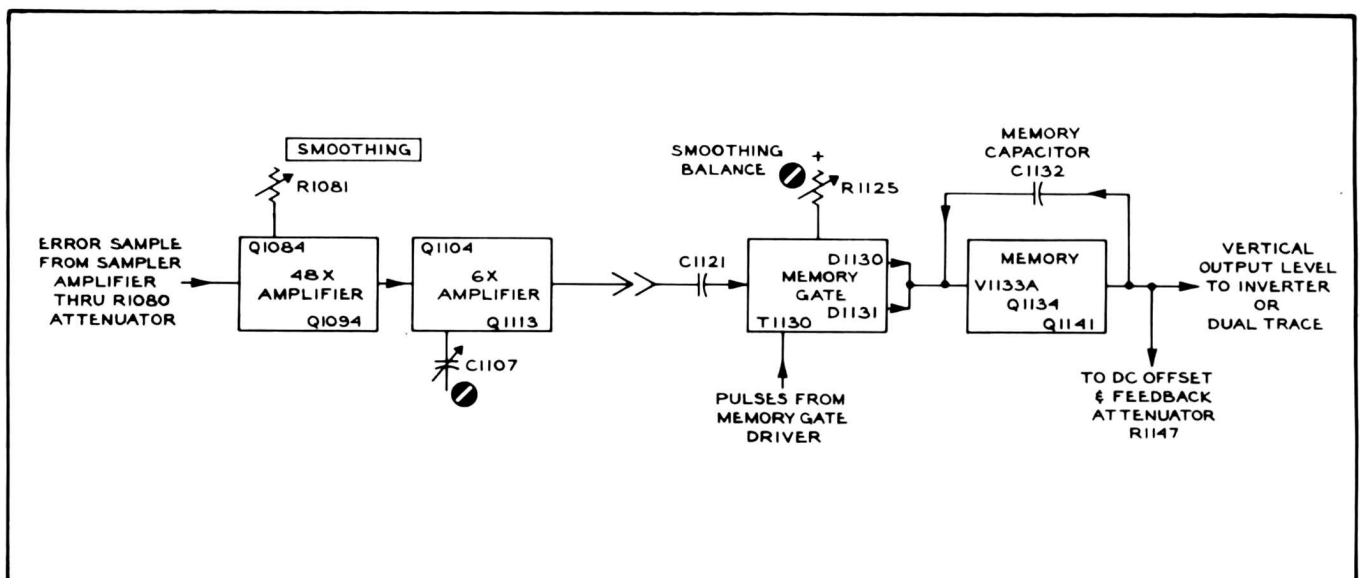 SMOOTHING
R1081
ERROR SAMPLE
FROM SAMPLER
AMPLIFIER
THRU R1080
ATTENUATOR
Q1084
48X
AMPLIFIER
Q1094
Q1104
6X
AMPLIFIER
Q1113
C1107
C1121
SMOOTHING
BALANCE
+
R1125
D1130
MEMORY
GATE
D1131
T1130
PULSES FROM
MEMORY GATE
DRIVER
MEMORY
CAPACITOR
C1132
MEMORY
V1133A
Q1134
Q1141
VERTICAL
OUTPUT LEVEL
TO INVERTER
OR
DUAL TRACE
TO DC OFFSET
& FEEDBACK
ATTENUATOR
R1147